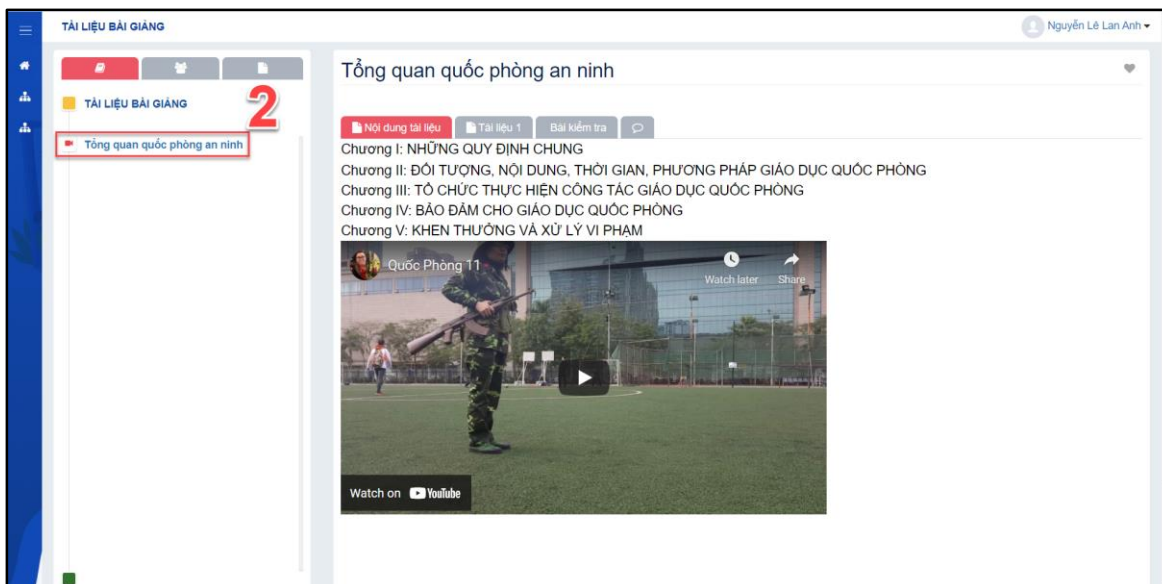 TÀI LIỆU BÀI GIẢNG
Nguyễn Lê Lan Anh
TÀI LIỆU BÀI GIẢNG
2
Tổng quan quốc phòng an ninh
Tổng quan quốc phòng an ninh
Nội dung tài liệu
Tài liệu 1
Bài kiểm tra
Chương I: NHỮNG QUY ĐỊNH CHUNG
Chương II: ĐỐI TƯỢNG, NỘI DUNG, THỜI GIAN, PHƯƠNG PHÁP GIÁO DỤC QUỐC PHÒNG
Chương III: TỔ CHỨC THỰC HIỆN CÔNG TÁC GIÁO DỤC QUỐC PHÒNG
Chương IV: BẢO ĐẢM CHO GIÁO DỤC QUỐC PHÒNG
Chương V: KHEN THƯỞNG VÀ XỬ LÝ VI PHẠM
Quốc Phòng 11
Watch later
Share
Watch on YouTube